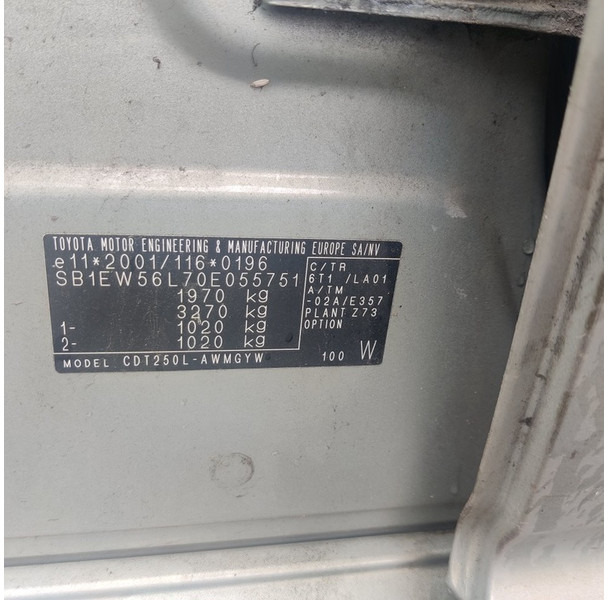 TOYOTA MOTOR ENGINEERING & MANUFACTURING EUROPE SA/NV
e11*2001/116*0196
SB1EW56L70E055751
1970 kg
3270 kg
1- 1020 kg
2- 1020 kg
MODEL CDT250L-AWMGYW
C/TR
6T1 /LA01
A/TM
-02A/E357
PLANT Z73
OPTION
100 W